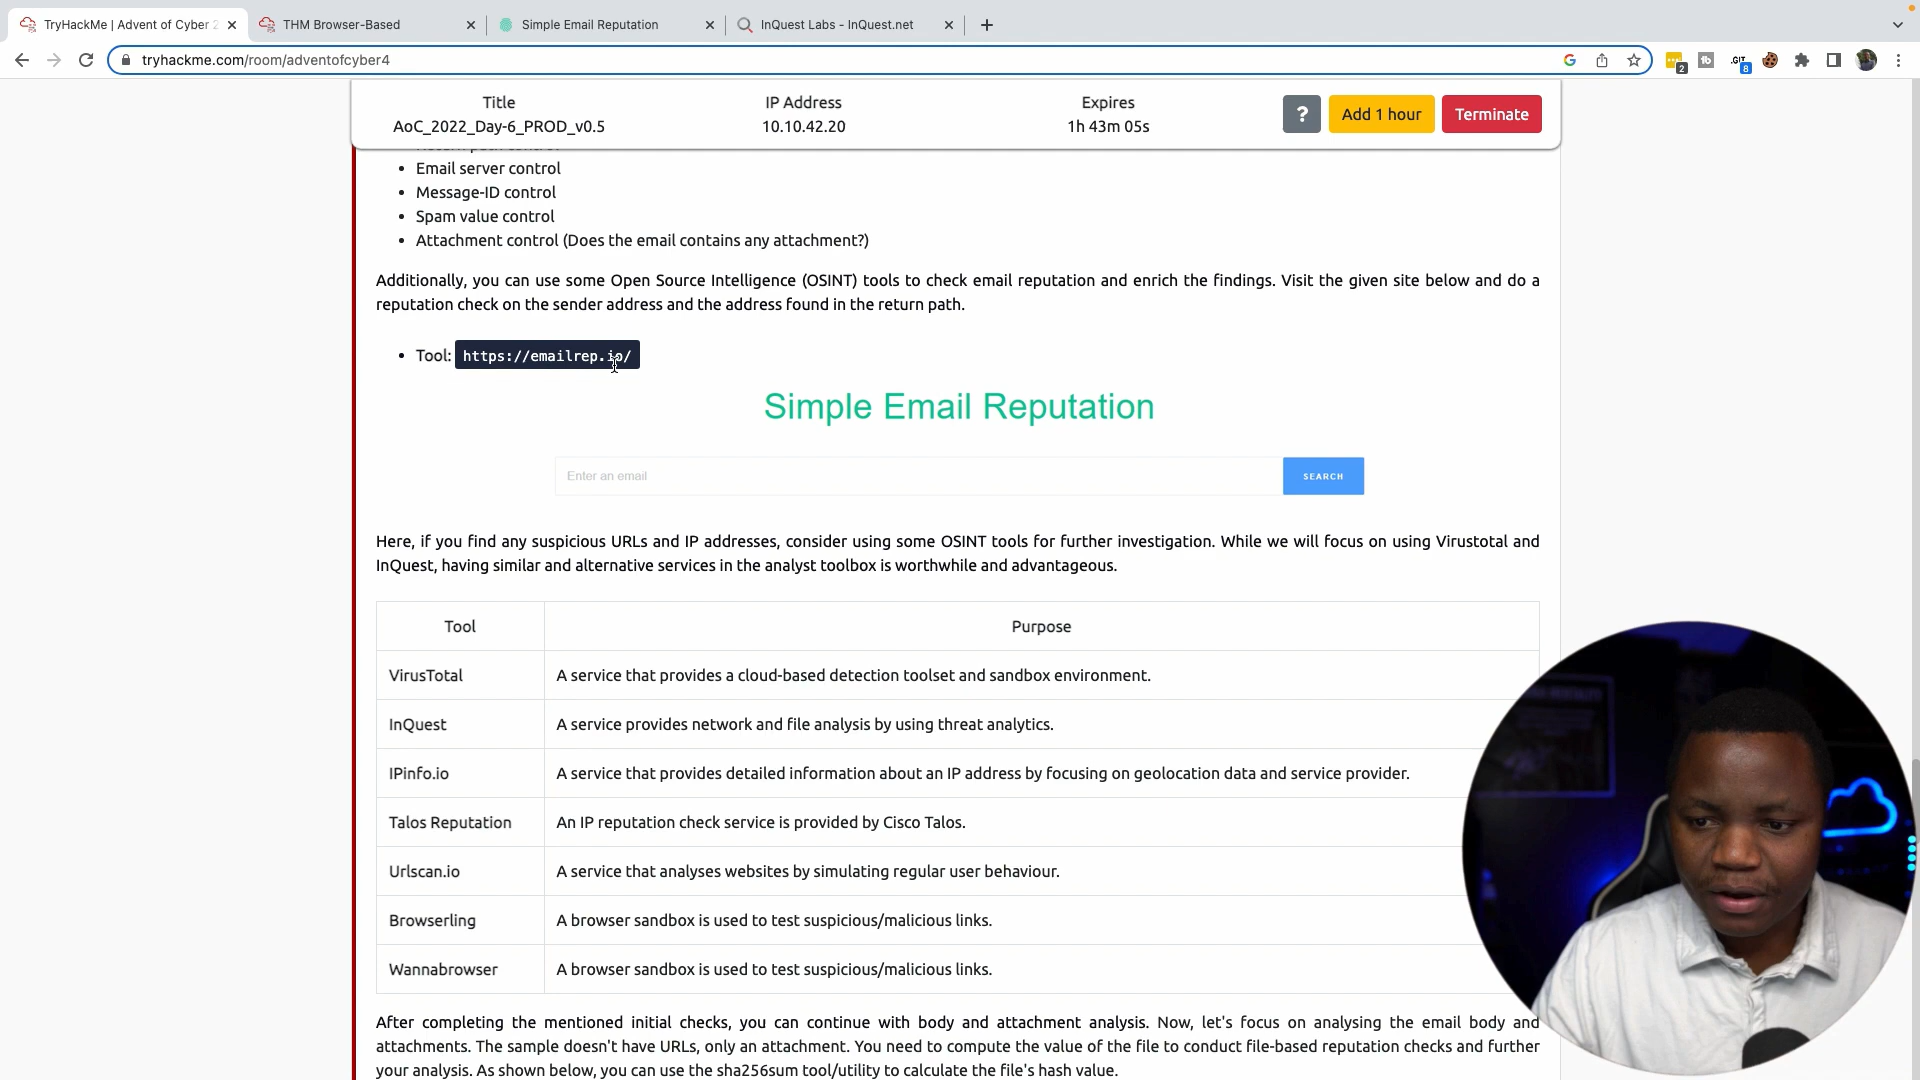 TryHackMe | Advent of Cyber 2
THM Browser-Based
Simple Email Reputation
InQuest Labs - InQuest.net
tryhackme.com/room/adventofcyber4
2
.GIT
8
Title
IP Address
Expires
AoC_2022_Day-6_PROD_v0.5
10.10.42.20
1h 43m 05s
?
Add 1 hour
Terminate
• Email server control
• Message-ID control
• Spam value control
• Attachment control (Does the email contains any attachment?)
Additionally, you can use some Open Source Intelligence (OSINT) tools to check email reputation and enrich the findings. Visit the given site below and do a
reputation check on the sender address and the address found in the return path.
• Tool: https://emailrep.io/
Simple Email Reputation
Enter an email
SEARCH
Here, if you find any suspicious URLs and IP addresses, consider using some OSINT tools for further investigation. While we will focus on using Virustotal and
InQuest, having similar and alternative services in the analyst toolbox is worthwhile and advantageous.
Tool
Purpose
VirusTotal
A service that provides a cloud-based detection toolset and sandbox environment.
InQuest
A service provides network and file analysis by using threat analytics.
IPinfo.io
A service that provides detailed information about an IP address by focusing on geolocation data and service provider.
Talos Reputation
An IP reputation check service is provided by Cisco Talos.
Urlscan.io
A service that analyses websites by simulating regular user behaviour.
Browserling
A browser sandbox is used to test suspicious/malicious links.
Wannabrowser
A browser sandbox is used to test suspicious/malicious links.
After completing the mentioned initial checks, you can continue with body and attachment analysis. Now, let's focus on analysing the email body and
attachments. The sample doesn't have URLs, only an attachment. You need to compute the value of the file to conduct file-based reputation checks and further
your analysis. As shown below, you can use the sha256sum tool/utility to calculate the file's hash value.